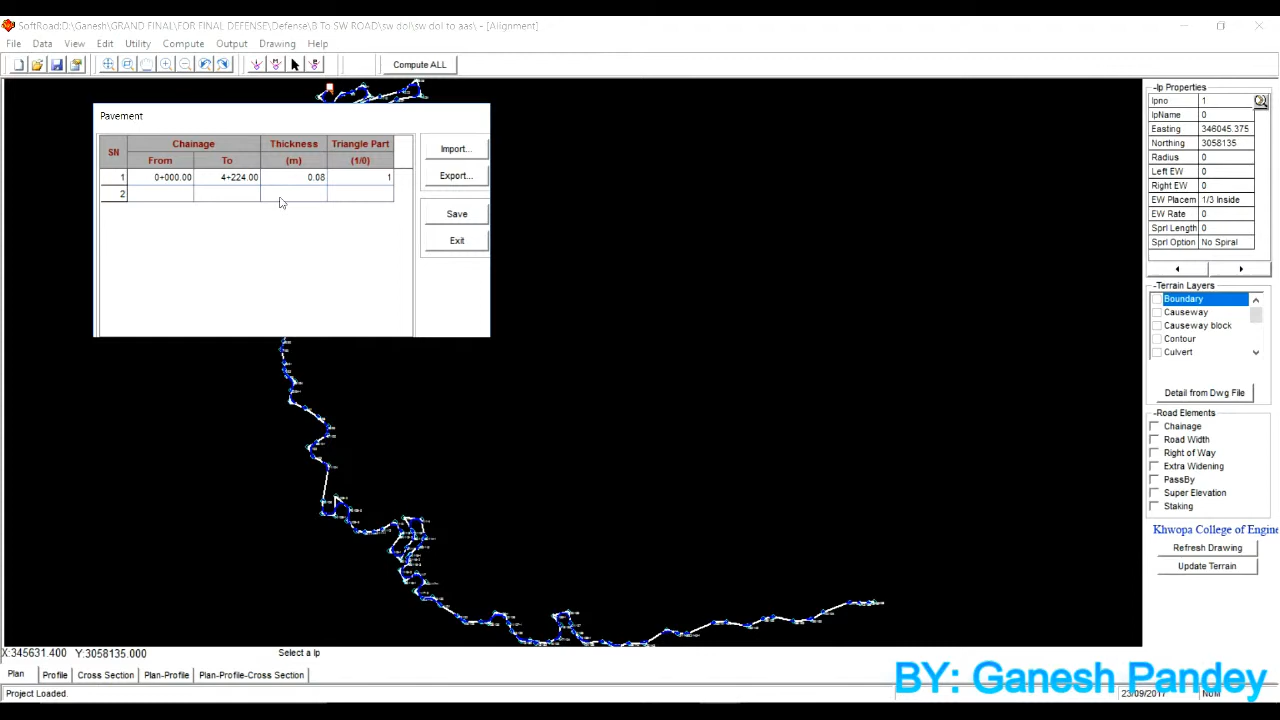 SoftRoad:D:\Ganesh\GRAND FINAL\FOR FINAL DEFENSE\Defense\B To SW ROAD\sw dol\sw dol to aas\ - [Alignment]
File Data View Edit Utility Compute Output Drawing Help
Compute ALL
Pavement
SN Chainage Thickness Triangle Part
From To (m) (1/0)
1 0+000.00 4+224.00 0.08 1
2
Import...
Export...
Save
Exit
Ip Properties
Ipno 1
IpName 0
Easting 346045.375
Northing 3058135
Radius 0
Left EW 0
Right EW 0
EW Placem 1/3 Inside
EW Rate 0
Sprl Length 0
Sprl Option No Spiral
Terrain Layers
Boundary
Causeway
Causeway block
Contour
Culvert
Detail from Dwg File
Road Elements
Chainage
Road Width
Right of Way
Extra Widening
PassBy
Super Elevation
Staking
Khwopa College of Engine
Refresh Drawing
Update Terrain
X:345631.400 Y:3058135.000 Select a Ip
Plan Profile Cross Section Plan-Profile Plan-Profile-Cross Section
BY: Ganesh Pandey
Project Loaded. NUM